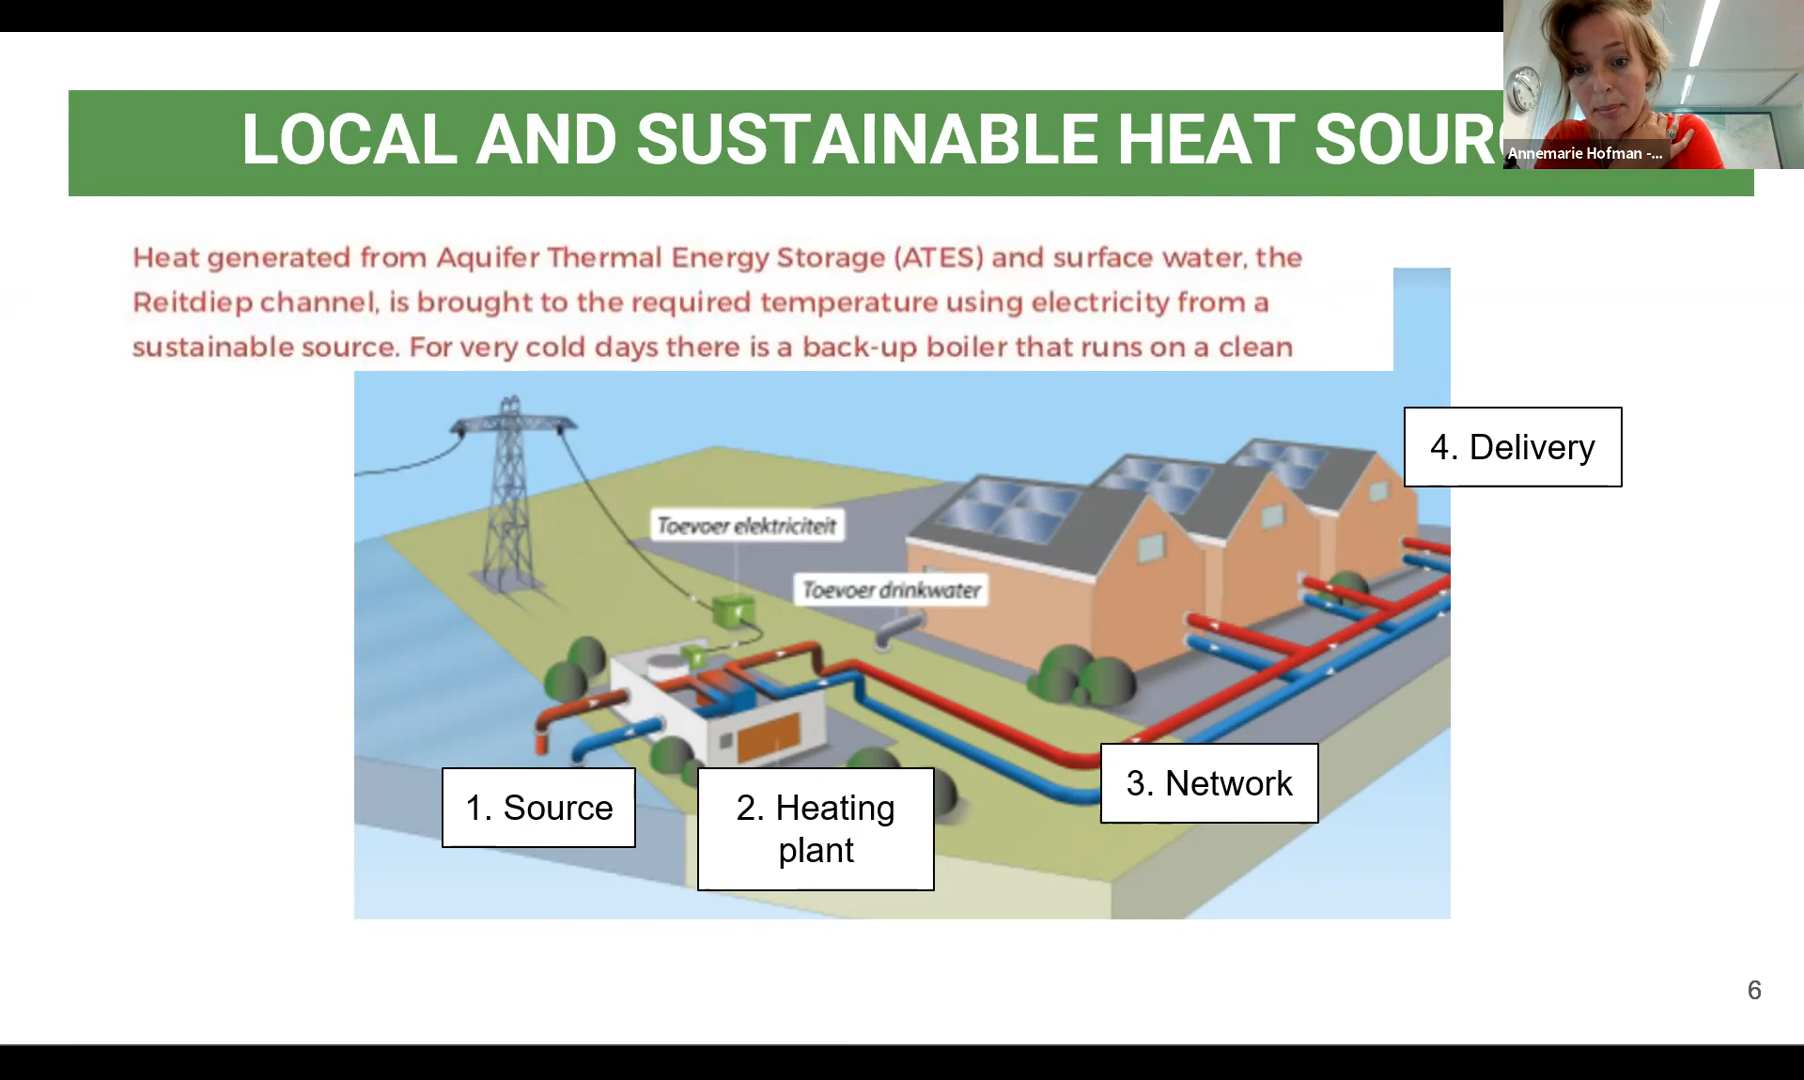 LOCAL AND SUSTAINABLE HEAT SOUR
Annemarie Hofman -...
Heat generated from Aquifer Thermal Energy Storage (ATES) and surface water, the
Reitdiep channel, is brought to the required temperature using electricity from a
sustainable source. For very cold days there is a back-up boiler that runs on a clean
4. Delivery
Toevoer elektriciteit
Toevoer drinkwater
3. Network
1. Source
2. Heating
plant
6